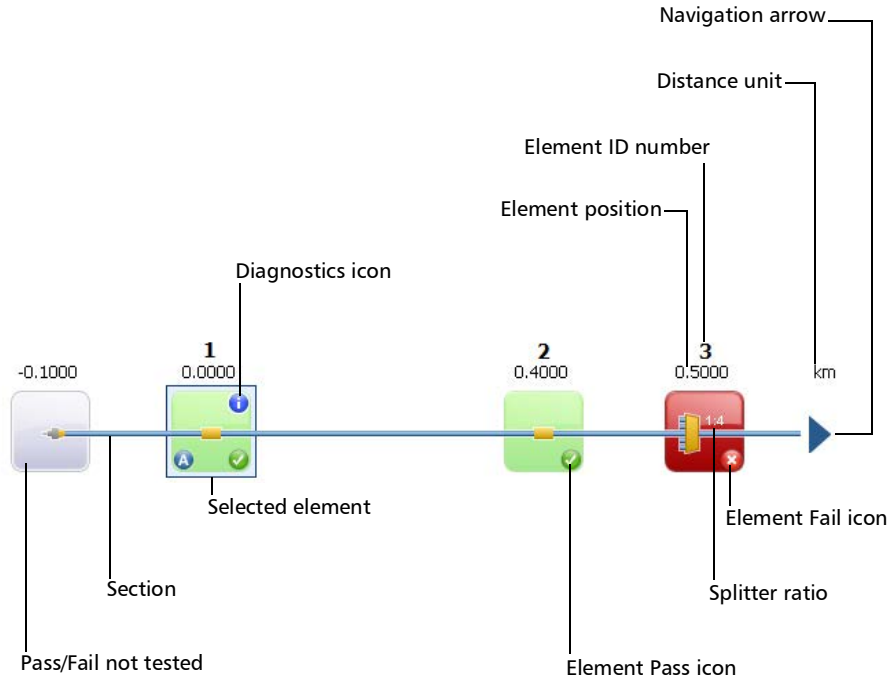 Navigation arrow
Distance unit
Element ID number
Element position
Diagnostics icon
1
2
3
-0.1000
0.0000
0.4000
0.5000
km
i
1:4
A
Selected element
Element Fail icon
Section
Splitter ratio
Pass/Fail not tested
Element Pass icon